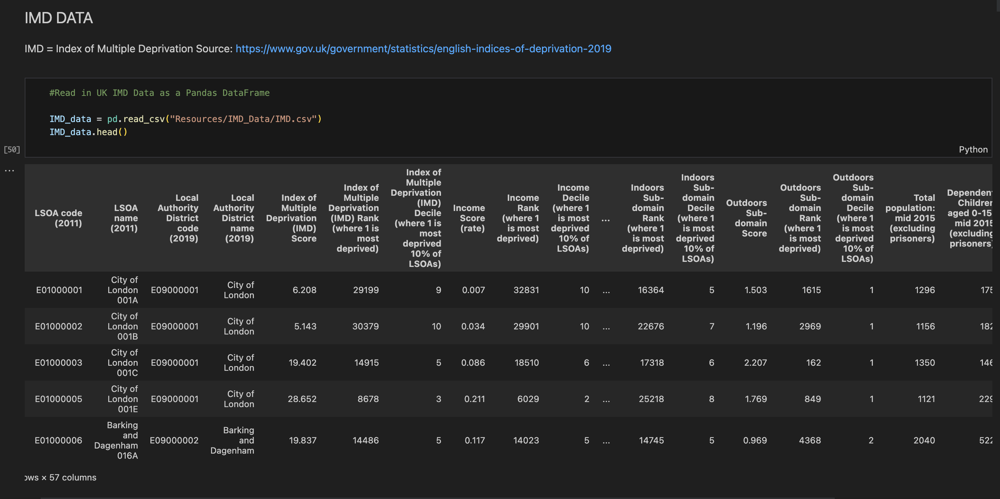 IMD DATA
IMD = Index of Multiple Deprivation Source: https://www.gov.uk/government/statistics/english-indices-of-deprivation-2019
#Read in UK IMD Data as a Pandas DataFrame
IMD_data = pd.read_csv("Resources/IMD_Data/IMD.csv")
IMD_data.head()
[50]
Python
...
LSOA code (2011) LSOA name (2011) Local Authority District code (2019) Local Authority District name (2019) Index of Multiple Deprivation (IMD) Score Index of Multiple Deprivation (IMD) Rank (where 1 is most deprived) Index of Multiple Deprivation (IMD) Decile (where 1 is most deprived 10% of LSOAs) Income Score (rate) Income Rank (where 1 is most deprived) Income Decile (where 1 is most deprived 10% of LSOAs) ... Indoors Sub-domain Rank (where 1 is most deprived) Indoors Sub-domain Decile (where 1 is most deprived 10% of LSOAs) Outdoors Sub-domain Score Outdoors Sub-domain Rank (where 1 is most deprived) Outdoors Sub-domain Decile (where 1 is most deprived 10% of LSOAs) Total population: mid 2015 (excluding prisoners) Dependent Children aged 0-15 mid 2015 (excluding prisoners)
E01000001 City of London 001A E09000001 City of London 6.208 29199 9 0.007 32831 10 ... 16364 5 1.503 1615 1 1296 175
E01000002 City of London 001B E09000001 City of London 5.143 30379 10 0.034 29901 10 ... 22676 7 1.196 2969 1 1156 182
E01000003 City of London 001C E09000001 City of London 19.402 14915 5 0.086 18510 6 ... 17318 6 2.207 162 1 1350 146
E01000005 City of London 001E E09000001 City of London 28.652 8678 3 0.211 6029 2 ... 25218 8 1.769 849 1 1121 229
E01000006 Barking and Dagenham 016A E09000002 Barking and Dagenham 19.837 14486 5 0.117 14023 5 ... 14745 5 0.969 4368 2 2040 522
ows × 57 columns